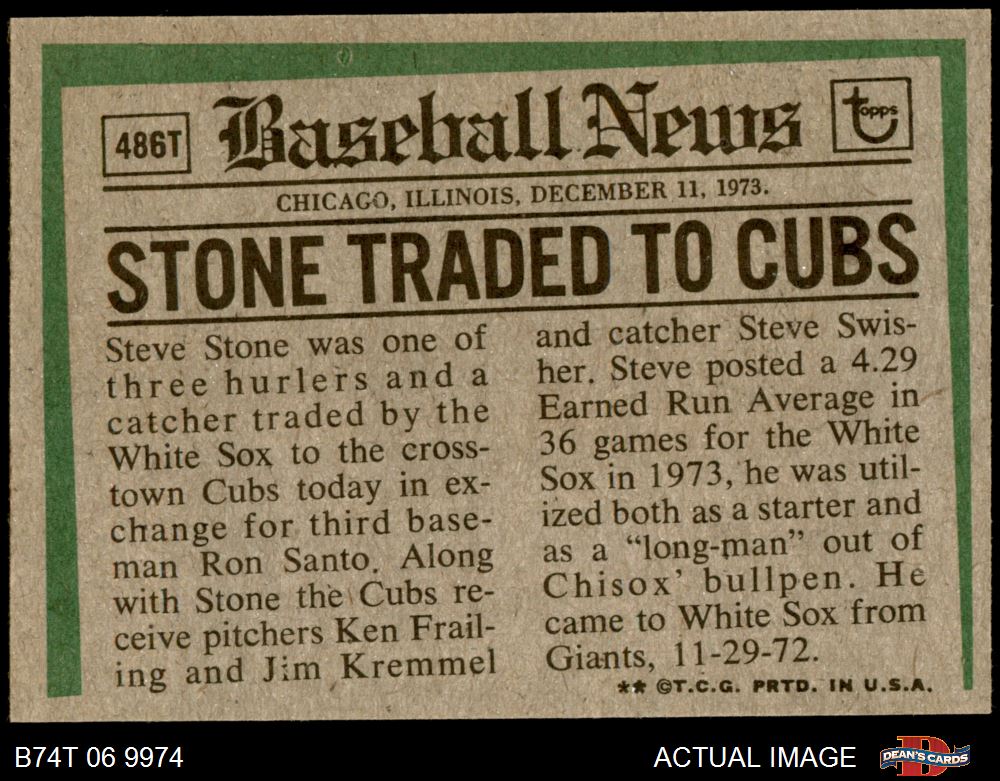 486T
Baseball News
topps
CHICAGO, ILLINOIS, DECEMBER 11, 1973.
STONE TRADED TO CUBS
Steve Stone was one of
three hurlers and a
catcher traded by the
White Sox to the cross-
town Cubs today in ex-
change for third base-
man Ron Santo. Along
with Stone the Cubs re-
ceive pitchers Ken Frail-
ing and Jim Kremmel
and catcher Steve Swis-
her. Steve posted a 4.29
Earned Run Average in
36 games for the White
Sox in 1973, he was util-
ized both as a starter and
as a “long-man” out of
Chisox’ bullpen. He
came to White Sox from
Giants, 11-29-72.
** ©T.C.G. PRTD. IN U.S.A.
B74T 06 9974
ACTUAL IMAGE
DEAN'S CARDS